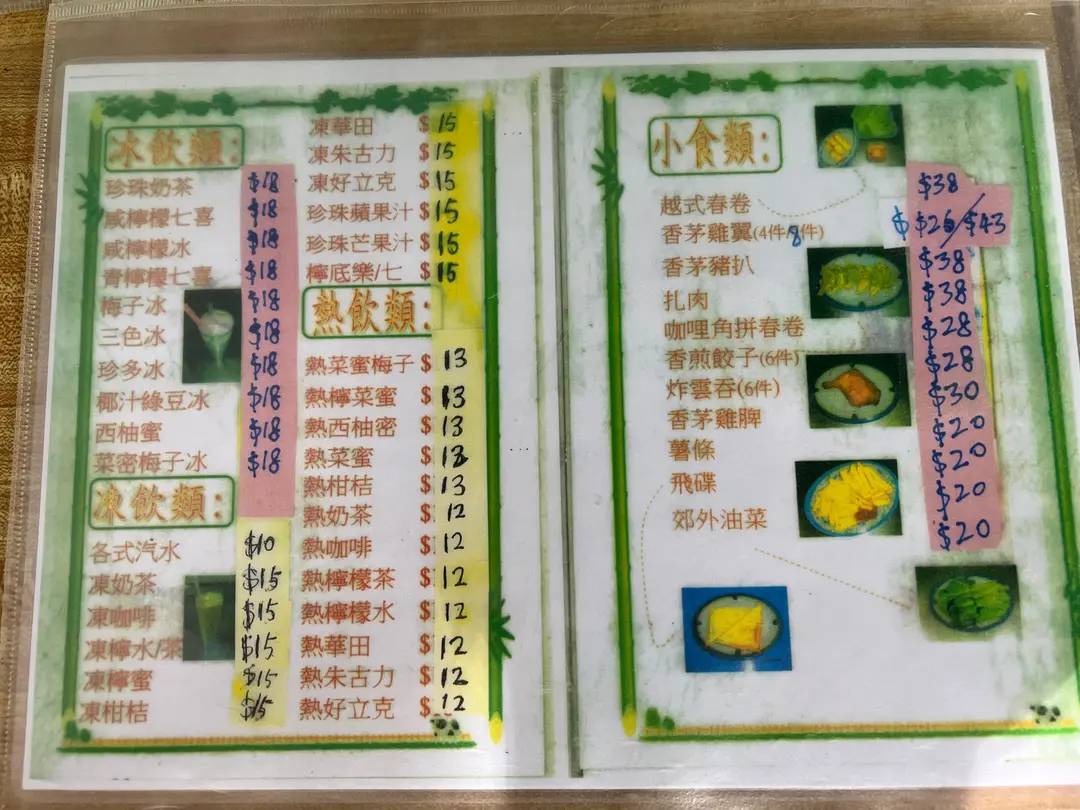 冰飲類:
珍珠奶茶 $18
咸檸檬七喜 $18
咸檸檬冰 $18
青檸檬七喜 $18
梅子冰 $18
三色冰 $18
珍多冰 $18
椰汁綠豆冰 $18
西柚蜜 $18
菜密梅子冰 $18
凍飲類:
各式汽水 $10
凍奶茶 $15
凍咖啡 $15
凍檸水/茶 $15
凍檸蜜 $15
凍柑桔 $15
凍華田 $15
凍朱古力 $15
凍好立克 $15
珍珠蘋果汁 $15
珍珠芒果汁 $15
檸底樂/七 $15
熱飲類:
熱菜蜜梅子 $13
熱檸菜蜜 $13
熱西柚密 $13
熱菜蜜 $13
熱柑桔 $13
熱奶茶 $12
熱咖啡 $12
熱檸檬茶 $12
熱檸檬水 $12
熱華田 $12
熱朱古力 $12
熱好立克 $12
小食類:
越式春卷 $38
香茅雞翼(4件/8件) $ $26/$43
香茅豬扒 $38
扎肉 $38
咖哩角拼春卷 $28
香煎餃子(6件) $28
炸雲吞(6件) $30
香茅雞脾 $20
薯條 $20
飛碟 $20
郊外油菜 $20